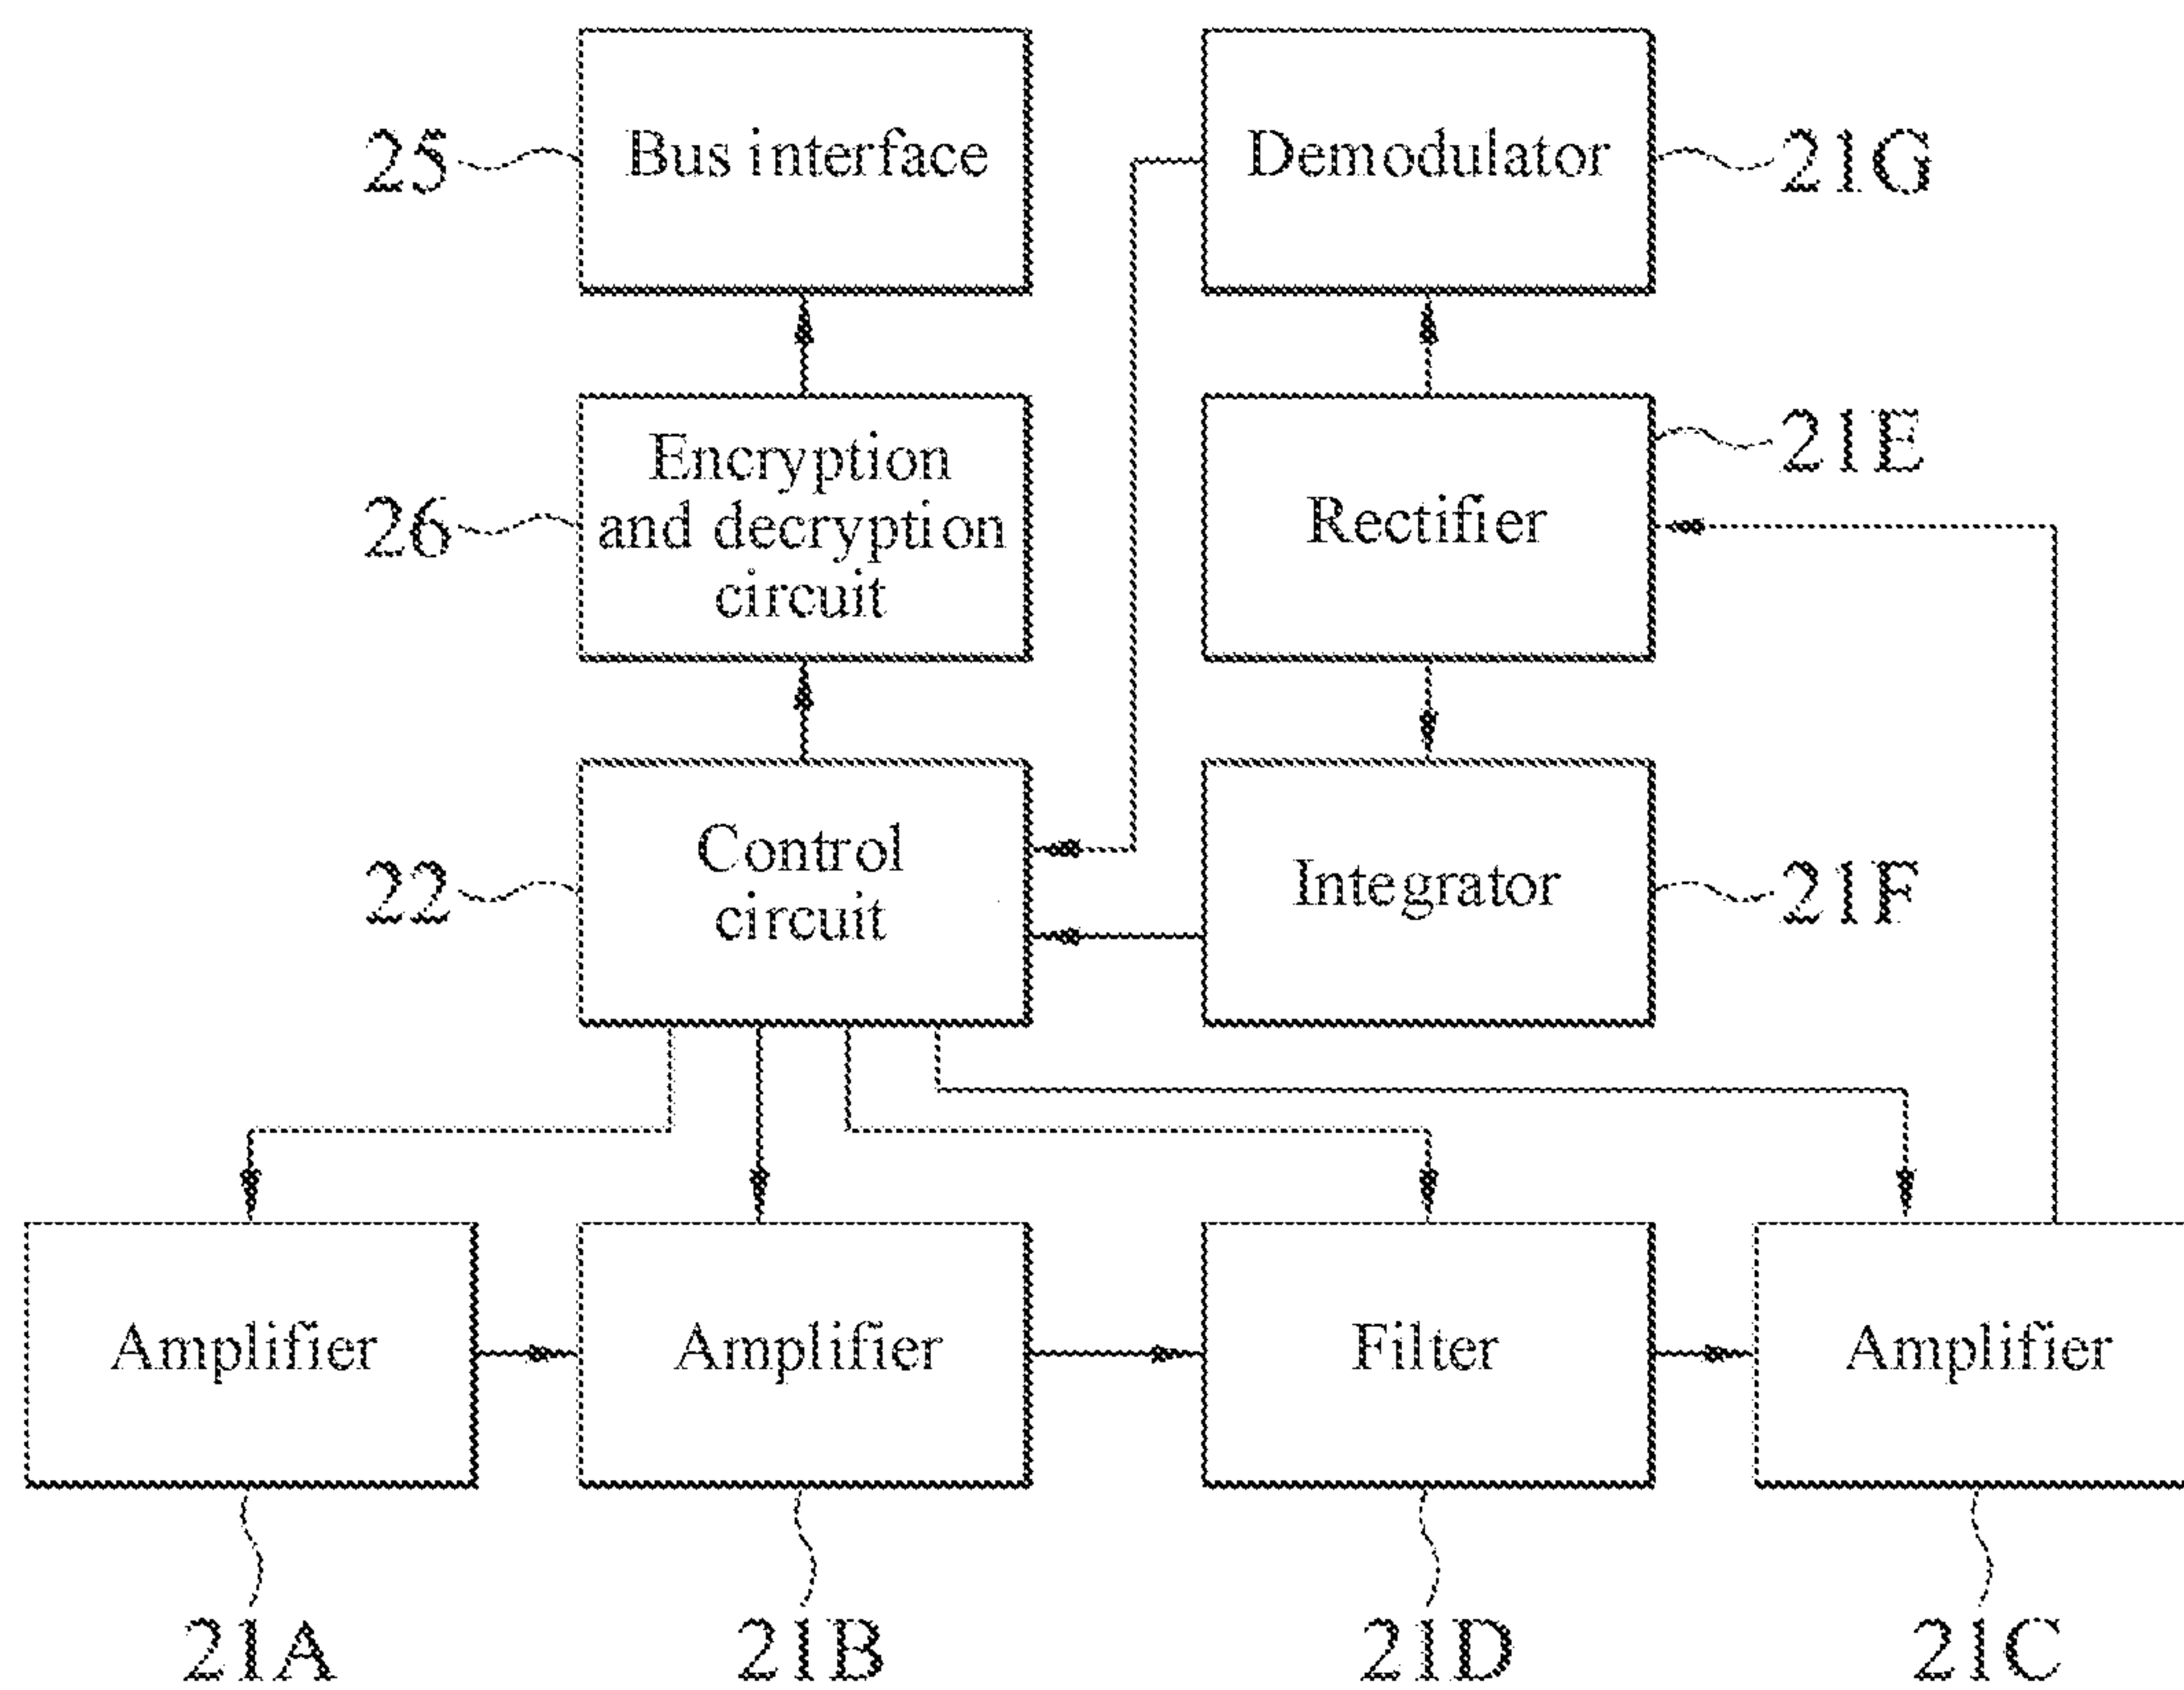 25
Bus interface
Demodulator
21G
26
Encryption
and decryption
circuit
Rectifier
21E
22
Control
circuit
Integrator
21F
Amplifier
Amplifier
Filter
Amplifier
21A
21B
21D
21C